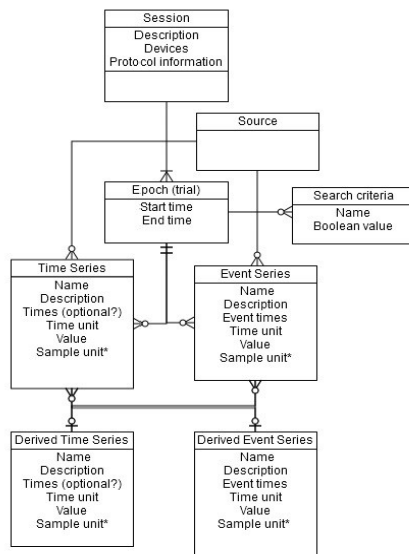 Session
Description
Devices
Protocol information
Source
Epoch (trial)
Start time
End time
Search criteria
Name
Boolean value
Time Series
Name
Description
Times (optional?)
Time unit
Value
Sample unit*
Event Series
Name
Description
Event times
Time unit
Value
Sample unit*
Derived Time Series
Name
Description
Times (optional?)
Time unit
Value
Sample unit*
Derived Event Series
Name
Description
Event times
Time unit
Value
Sample unit*